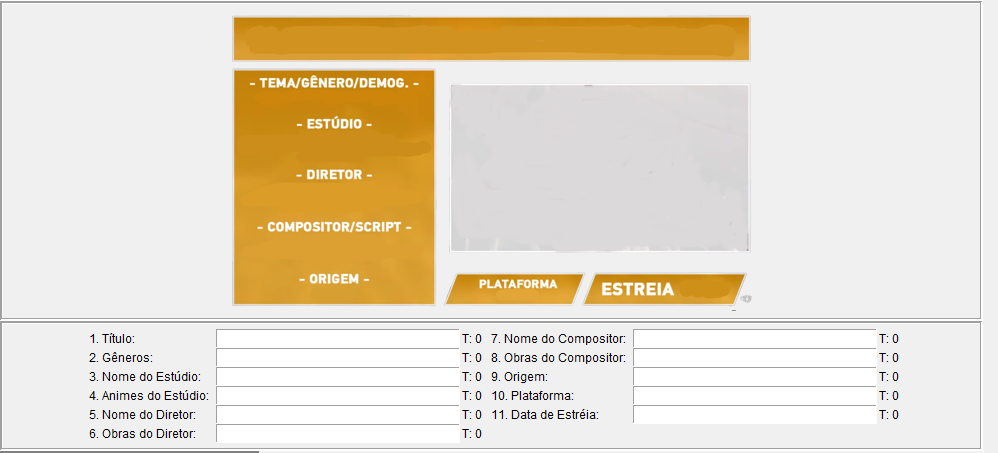 - TEMA/GÊNERO/DEMOG. -
- ESTÚDIO -
- DIRETOR -
- COMPOSITOR/SCRIPT -
- ORIGEM -
PLATAFORMA
ESTREIA
1. Título: T: 0
2. Gêneros: T: 0
3. Nome do Estúdio: T: 0
4. Animes do Estúdio: T: 0
5. Nome do Diretor: T: 0
6. Obras do Diretor: T: 0
7. Nome do Compositor: T: 0
8. Obras do Compositor: T: 0
9. Origem: T: 0
10. Plataforma: T: 0
11. Data de Estréia: T: 0